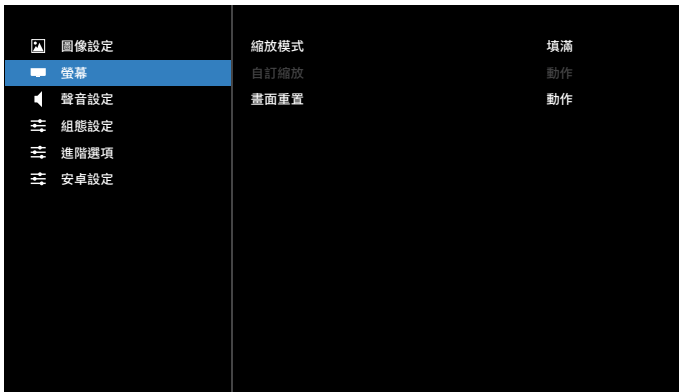 圖像設定
螢幕
聲音設定
組態設定
進階選項
安卓設定
縮放模式 填滿
自訂縮放 動作
畫面重置 動作